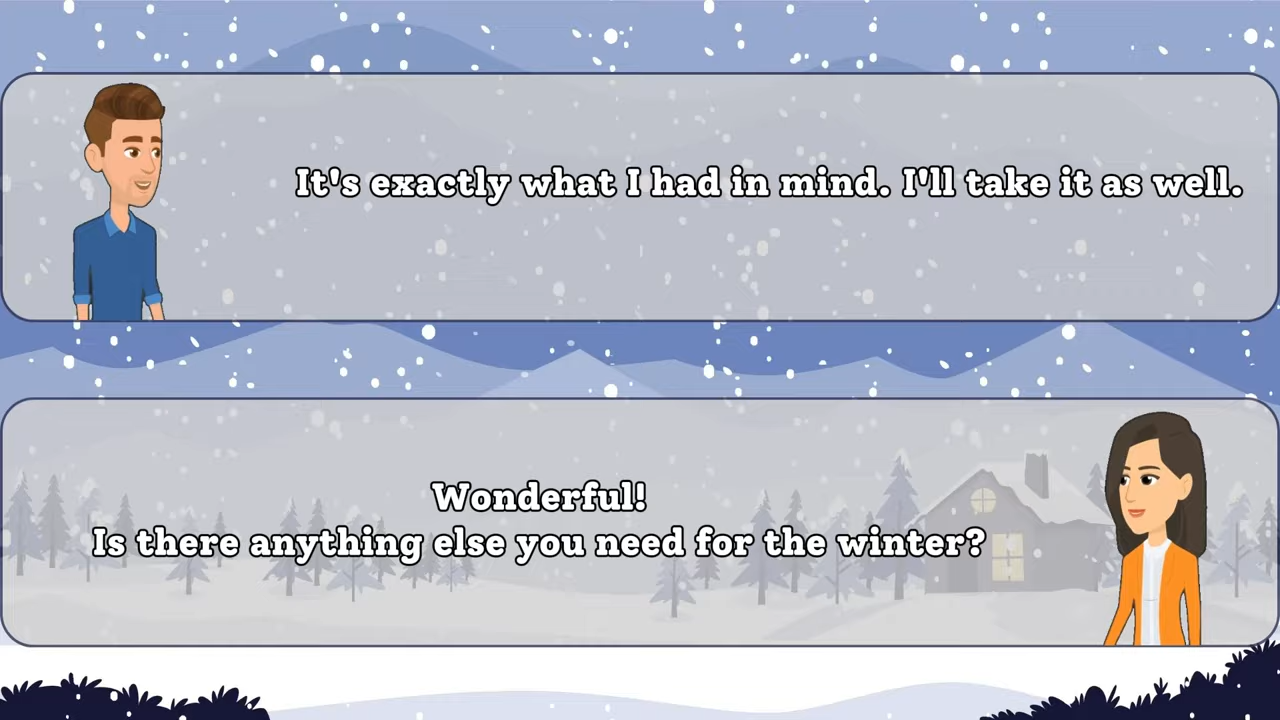 It's exactly what I had in mind. I'll take it as well.
Wonderful!
Is there anything else you need for the winter?